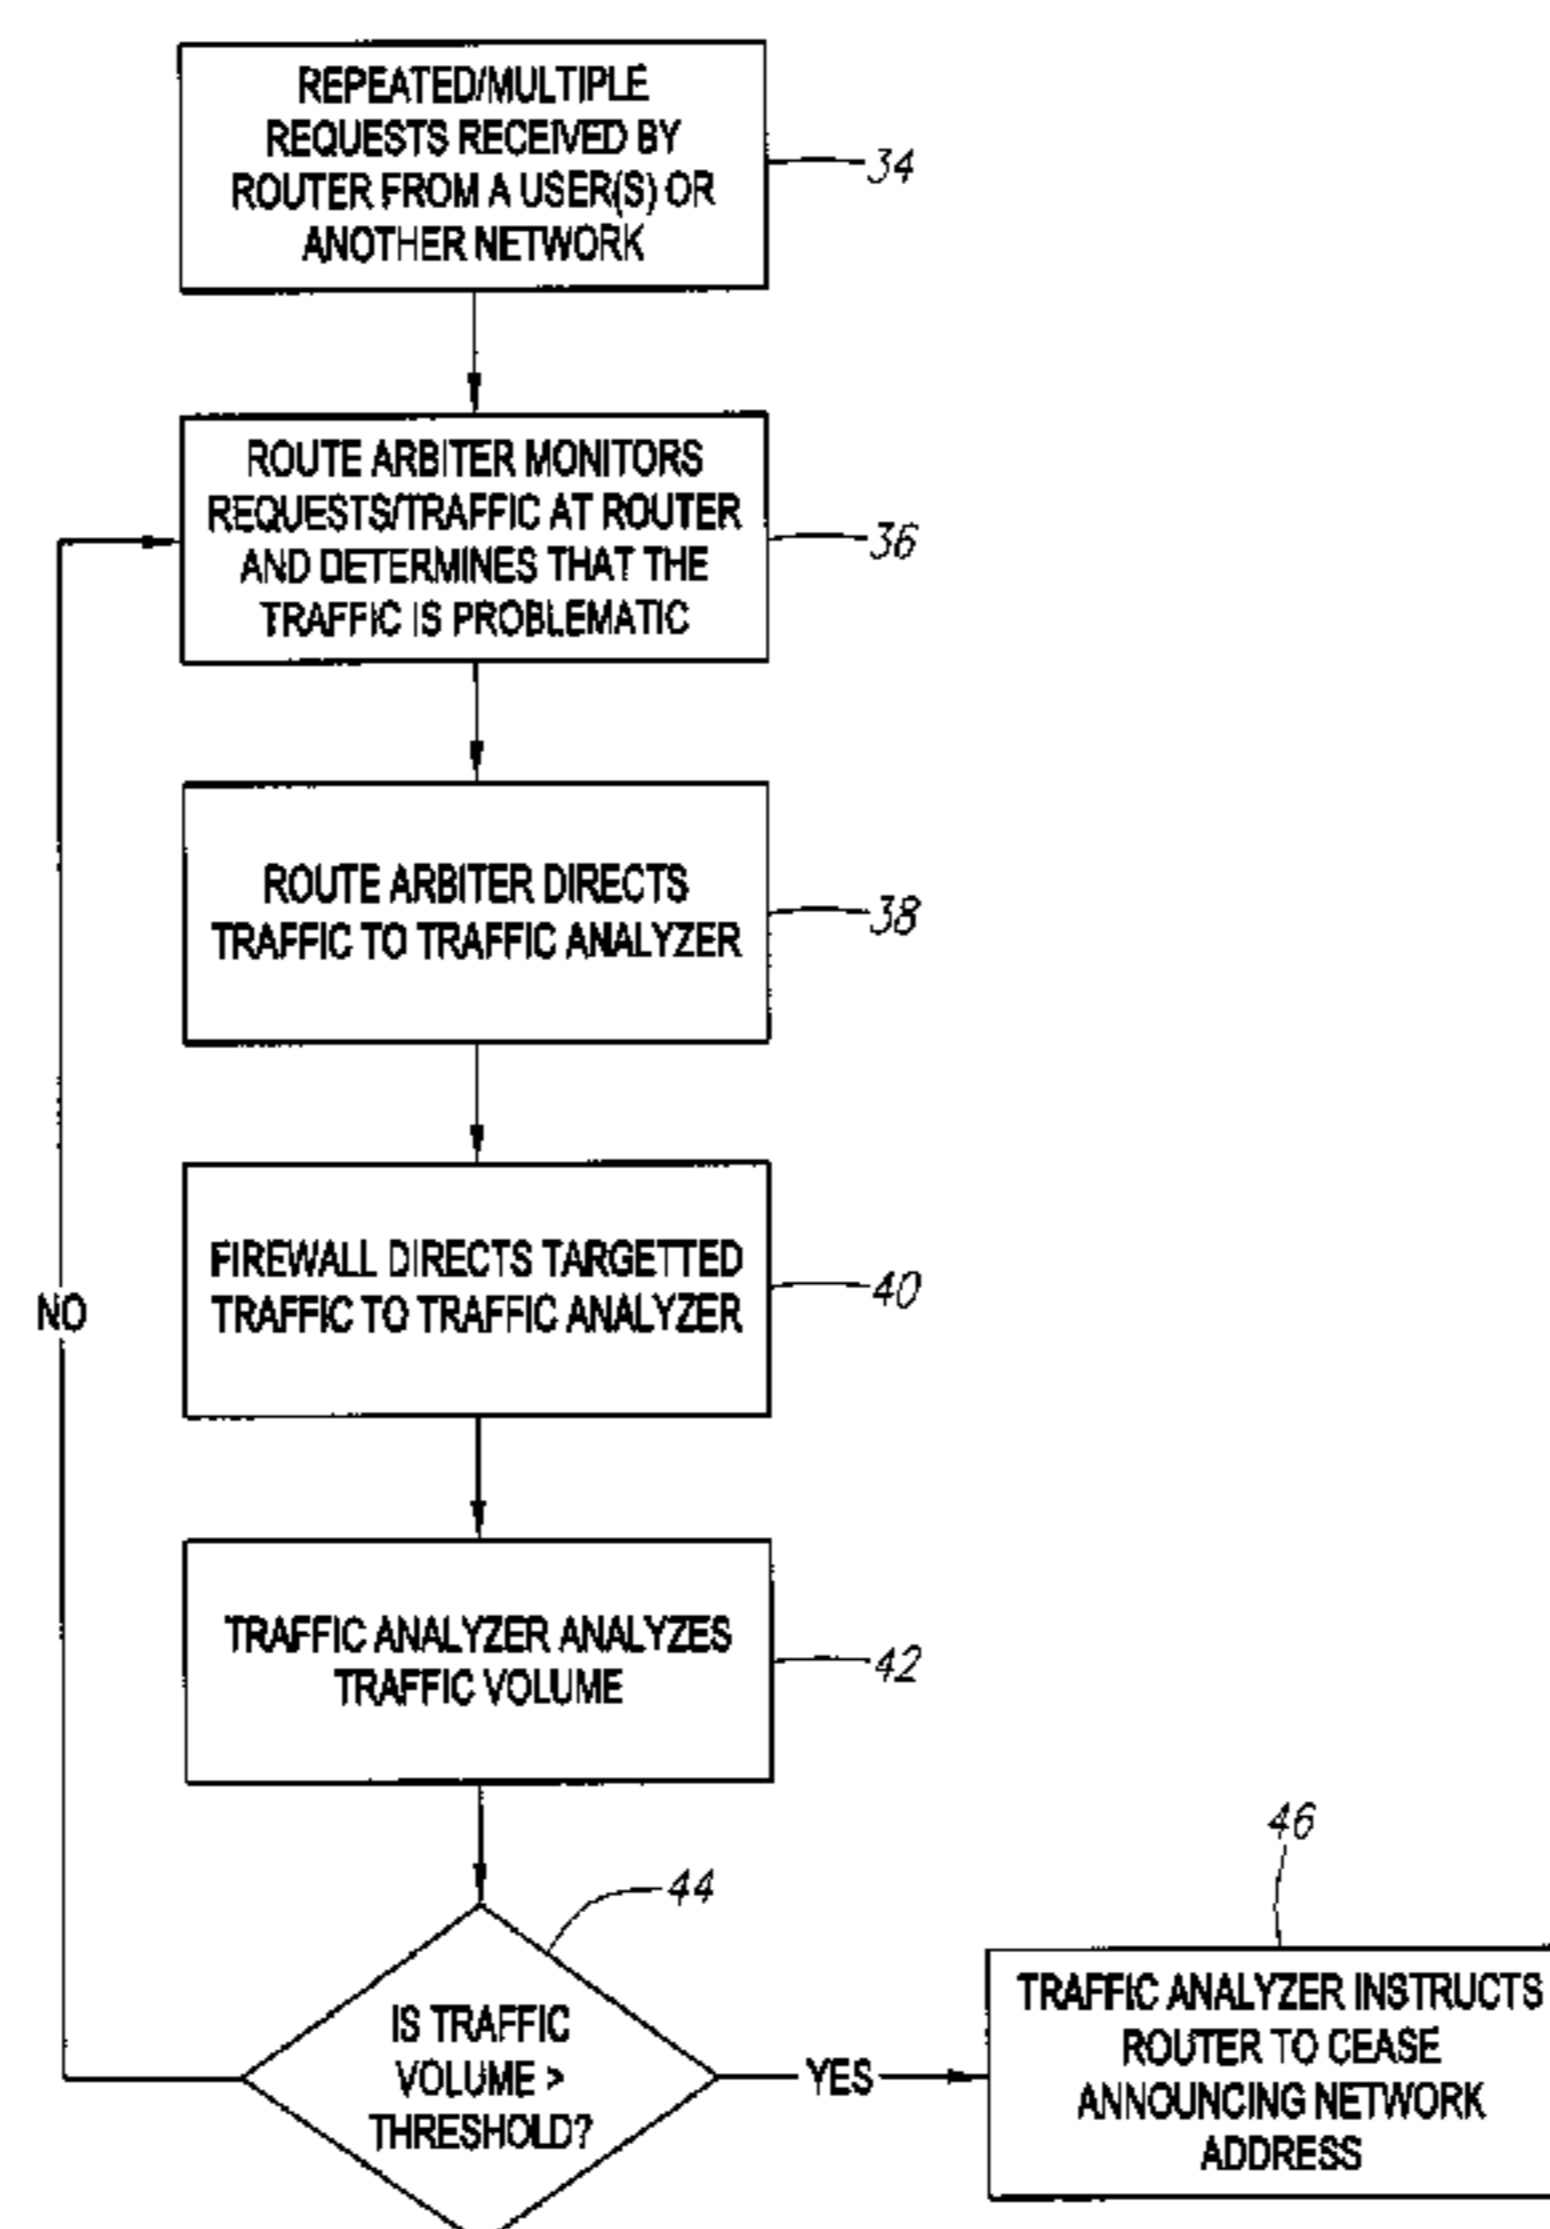 REPEATED/MULTIPLE
REQUESTS RECEIVED BY
ROUTER FROM A USER(S) OR
ANOTHER NETWORK
34
ROUTE ARBITER MONITORS
REQUESTS/TRAFFIC AT ROUTER
AND DETERMINES THAT THE
TRAFFIC IS PROBLEMATIC
36
ROUTE ARBITER DIRECTS
TRAFFIC TO TRAFFIC ANALYZER
38
FIREWALL DIRECTS TARGETTED
TRAFFIC TO TRAFFIC ANALYZER
40
NO
TRAFFIC ANALYZER ANALYZES
TRAFFIC VOLUME
42
44
IS TRAFFIC
VOLUME >
THRESHOLD?
YES
46
TRAFFIC ANALYZER INSTRUCTS
ROUTER TO CEASE
ANNOUNCING NETWORK
ADDRESS